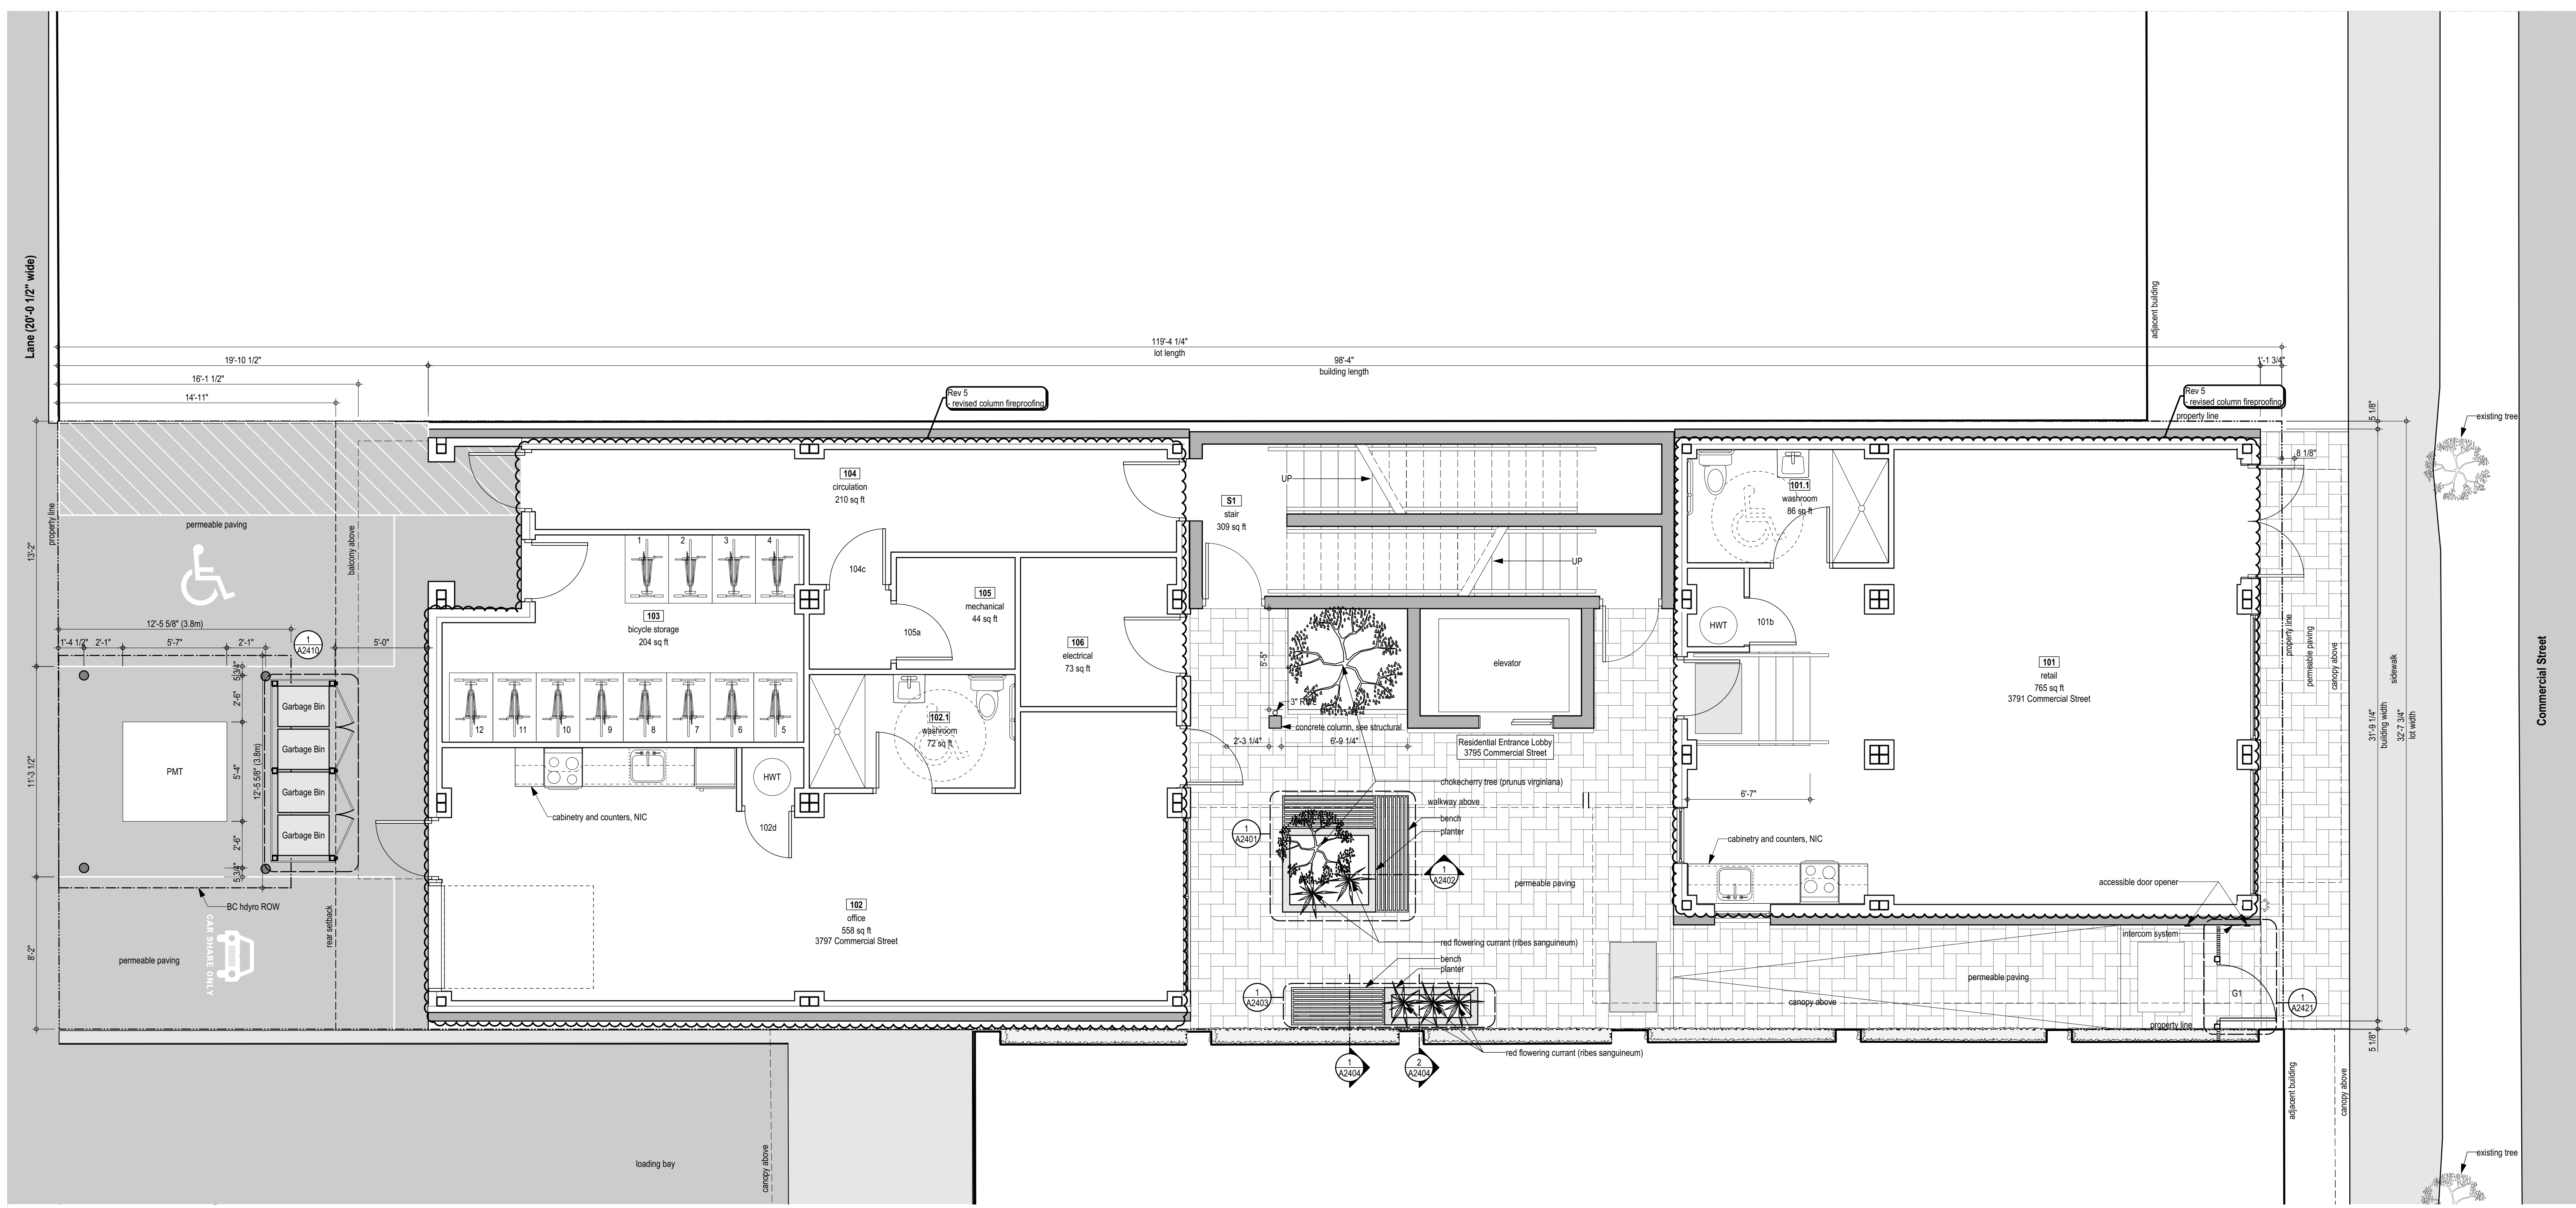 Lane (20'-0 1/2" wide)
119'-4 1/4"
lot length
19'-10 1/2"
98'-4"
building length
1'-1 3/4"
16'-1 1/2"
14'-11"
adjacent building
Rev 5
- revised column fireproofing
Rev 5
- revised column fireproofing
property line
5 1/8"
existing tree
8 1/8"
property line
13'-2"
permeable paving
balcony above
104
circulation
210 sq ft
UP
S1
stair
309 sq ft
UP
101.1
washroom
86 sq ft
1
2
3
4
104c
103
bicycle storage
204 sq ft
105
mechanical
44 sq ft
105a
106
electrical
73 sq ft
12
11
10
9
8
7
6
5
12'-5 5/8" (3.8m)
1'-4 1/2"
2'-1"
5'-7"
2'-1"
5'-0"
1
A2410
5 3/4"
2'-6"
5'-4"
2'-6"
5 3/4"
12'-5 5/8" (3.8m)
11'-3 1/2"
8'-2"
PMT
Garbage Bin
Garbage Bin
Garbage Bin
Garbage Bin
BC hdyro ROW
rear setback
CAR SHARE ONLY
permeable paving
102.1
washroom
72 sq ft
HWT
102d
cabinetry and counters, NIC
102
office
558 sq ft
3797 Commercial Street
5'-5"
3" RWL
concrete column, see structural
2'-3 1/4"
6'-9 1/4"
elevator
Residential Entrance Lobby
3795 Commercial Street
chokecherry tree (prunus virginiana)
walkway above
bench
planter
1
A2401
1
A2402
permeable paving
red flowering currant (ribes sanguineum)
bench
planter
1
A2403
red flowering currant (ribes sanguineum)
1
A2404
2
A2404
HWT
101b
101
retail
765 sq ft
3791 Commercial Street
6'-7"
cabinetry and counters, NIC
accessible door opener
intercom system
permeable paving
canopy above
property line
G1
1
A2421
property line
permeable paving
canopy above
sidewalk
31'-9 1/4"
building width
32'-7 3/4"
lot width
5 1/8"
Commercial Street
loading bay
canopy above
adjacent building
canopy above
existing tree